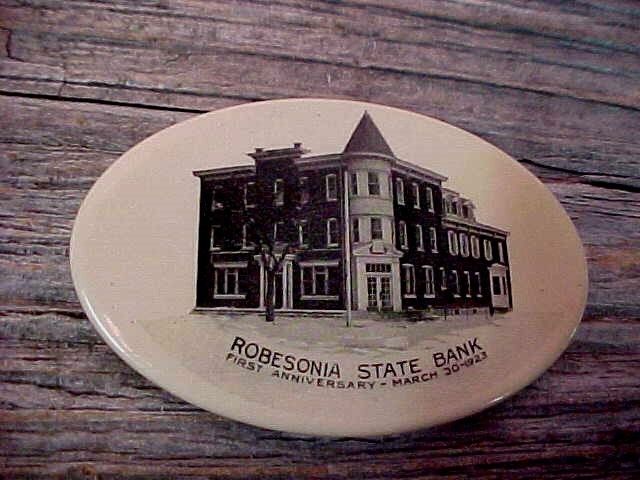 ROBESONIA STATE BANK
FIRST ANNIVERSARY - MARCH 30-1923